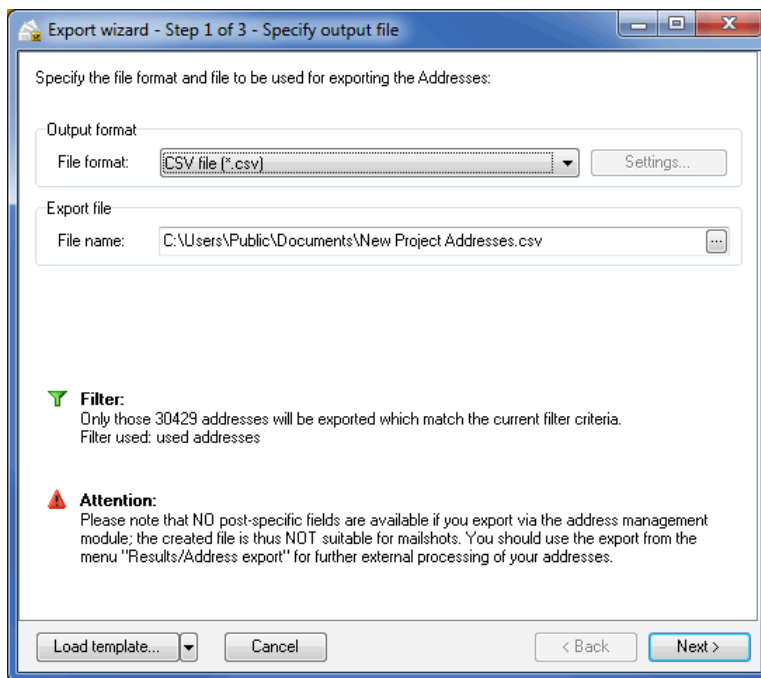 Export wizard - Step 1 of 3 - Specify output file
Specify the file format and file to be used for exporting the Addresses:
Output format
File format: CSV file (*.csv) Settings...
Export file
File name: C:\Users\Public\Documents\New Project Addresses.csv ...
Filter:
Only those 30429 addresses will be exported which match the current filter criteria.
Filter used: used addresses
Attention:
Please note that NO post-specific fields are available if you export via the address management
module; the created file is thus NOT suitable for mailshots. You should use the export from the
menu "Results/Address export" for further external processing of your addresses.
Load template... Cancel < Back Next >